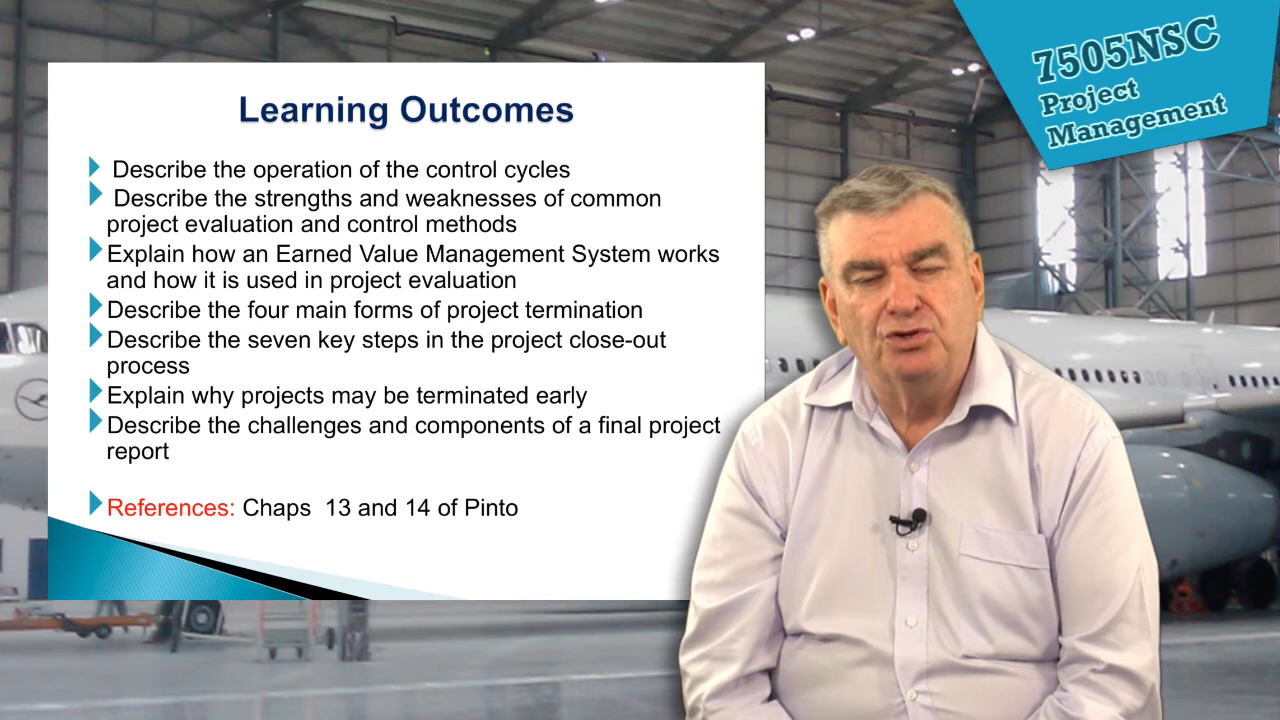 7505NSC
Project
Management
Learning Outcomes
Describe the operation of the control cycles
Describe the strengths and weaknesses of common
project evaluation and control methods
Explain how an Earned Value Management System works
and how it is used in project evaluation
Describe the four main forms of project termination
Describe the seven key steps in the project close-out
process
Explain why projects may be terminated early
Describe the challenges and components of a final project
report
References: Chaps 13 and 14 of Pinto